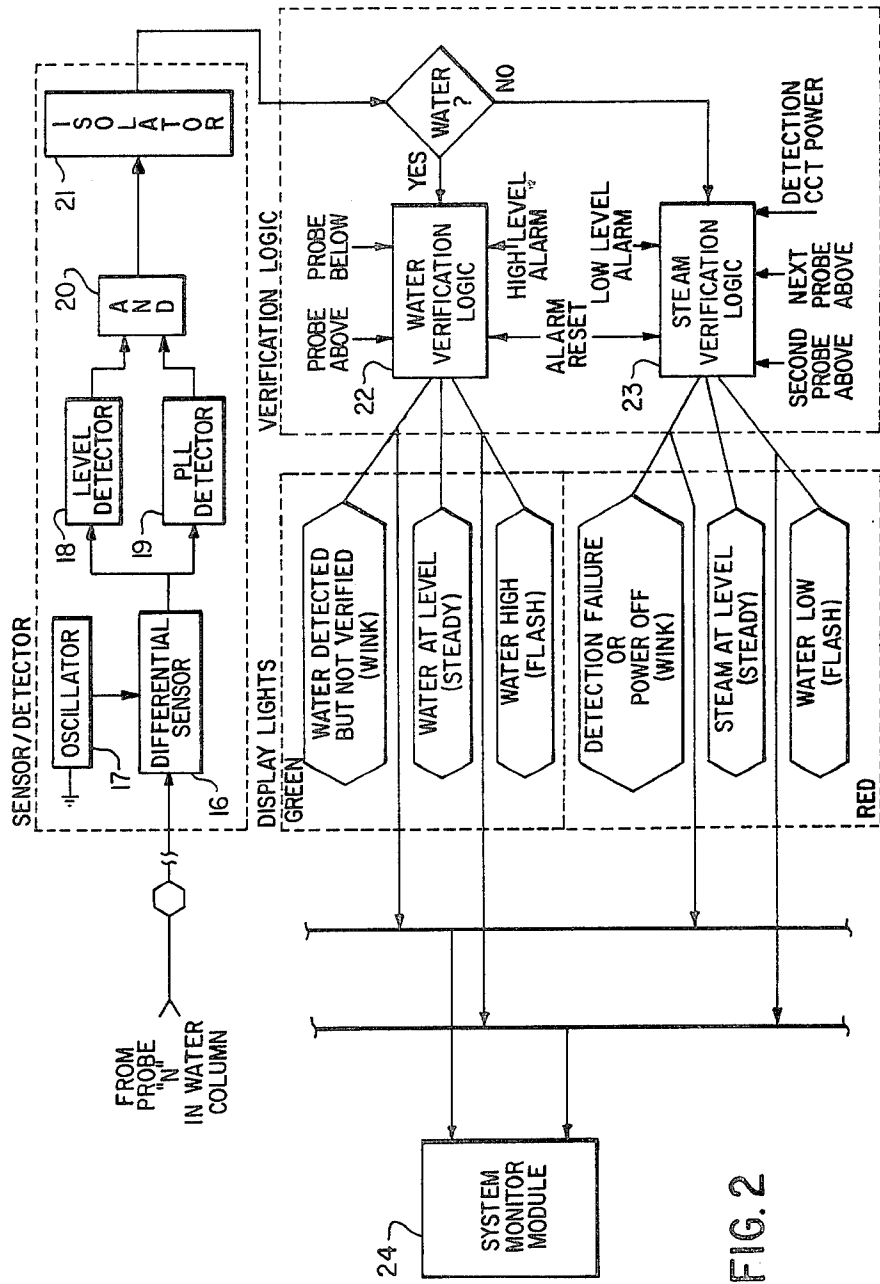 SENSOR/DETECTOR
FROM
PROBE
"N"
IN WATER
COLUMN
OSCILLATOR
17
DIFFERENTIAL
SENSOR
16
LEVEL
DETECTOR
18
PLL
DETECTOR
19
20
AND
21
ISOLATOR
VERIFICATION LOGIC
WATER
?
YES
NO
PROBE
ABOVE
PROBE
BELOW
WATER
VERIFICATION
LOGIC
22
HIGH LEVEL
ALARM
ALARM
RESET
LOW LEVEL
ALARM
STEAM
VERIFICATION
LOGIC
23
SECOND
PROBE
ABOVE
NEXT
PROBE
ABOVE
DETECTION
CCT POWER
DISPLAY LIGHTS
GREEN
WATER DETECTED
BUT NOT VERIFIED
(WINK)
WATER AT LEVEL
(STEADY)
WATER HIGH
(FLASH)
DETECTION FAILURE
OR
POWER OFF
(WINK)
STEAM AT LEVEL
(STEADY)
WATER LOW
(FLASH)
RED
24
SYSTEM
MONITOR
MODULE
FIG. 2